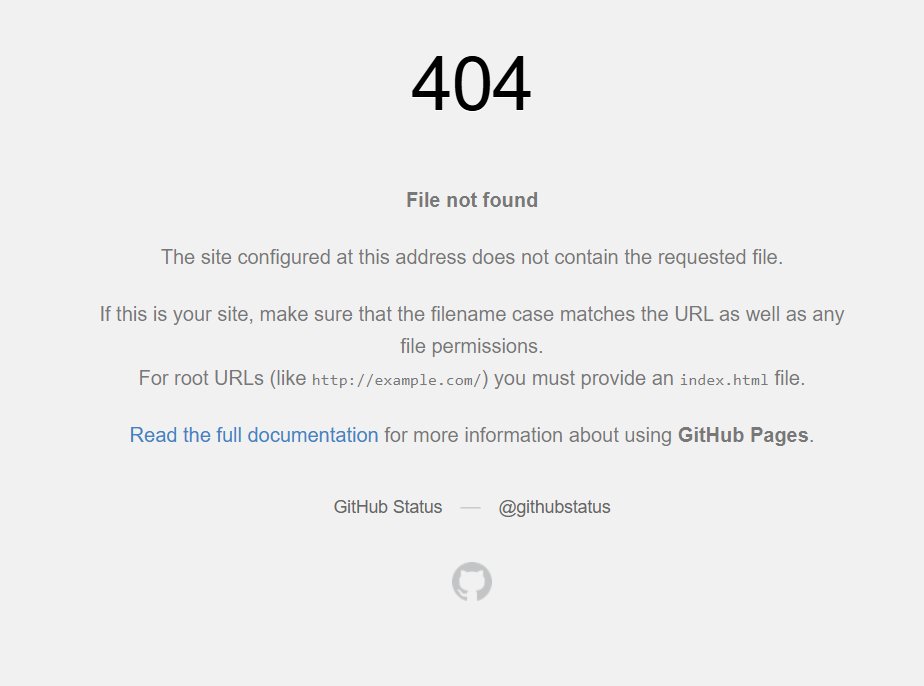 404
File not found
The site configured at this address does not contain the requested file.
If this is your site, make sure that the filename case matches the URL as well as any
file permissions.
For root URLs (like http://example.com/) you must provide an index.html file.
Read the full documentation for more information about using GitHub Pages.
GitHub Status — @githubstatus